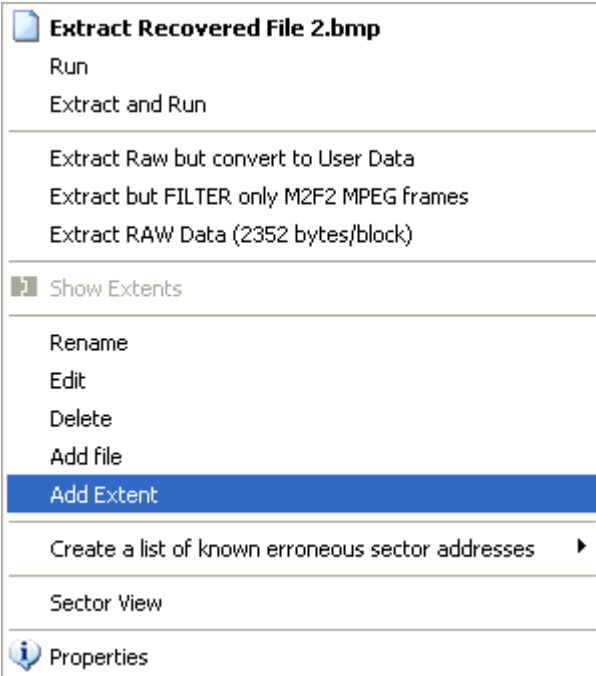 Extract Recovered File 2.bmp
Run
Extract and Run
Extract Raw but convert to User Data
Extract but FILTER only M2F2 MPEG frames
Extract RAW Data (2352 bytes/block)
Show Extents
Rename
Edit
Delete
Add file
Add Extent
Create a list of known erroneous sector addresses
Sector View
Properties